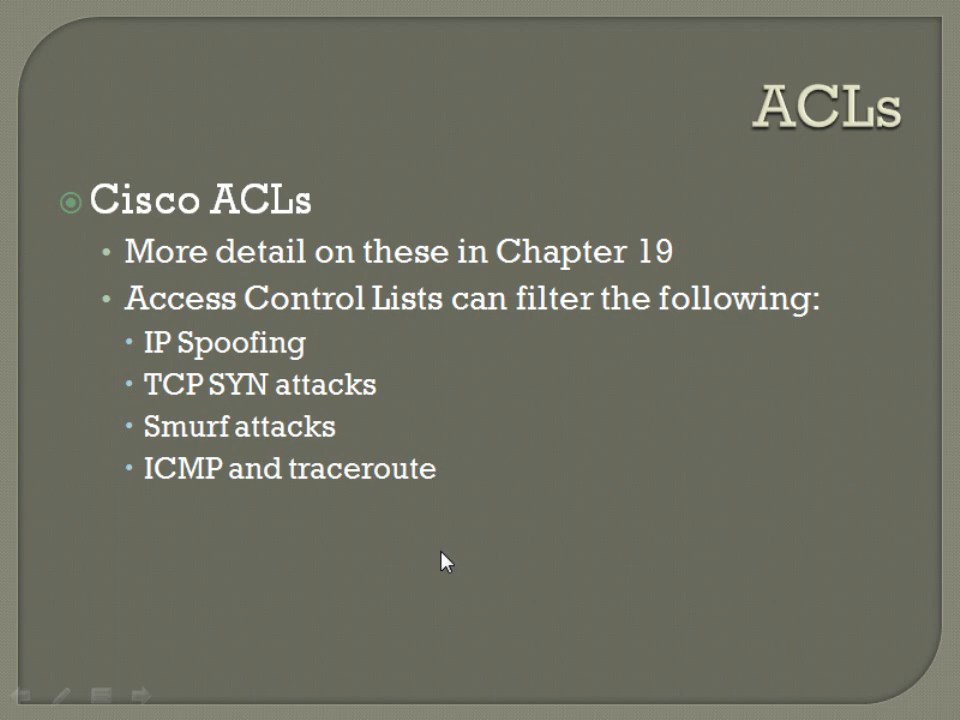 ACLs
Cisco ACLs
More detail on these in Chapter 19
Access Control Lists can filter the following:
IP Spoofing
TCP SYN attacks
Smurf attacks
ICMP and traceroute